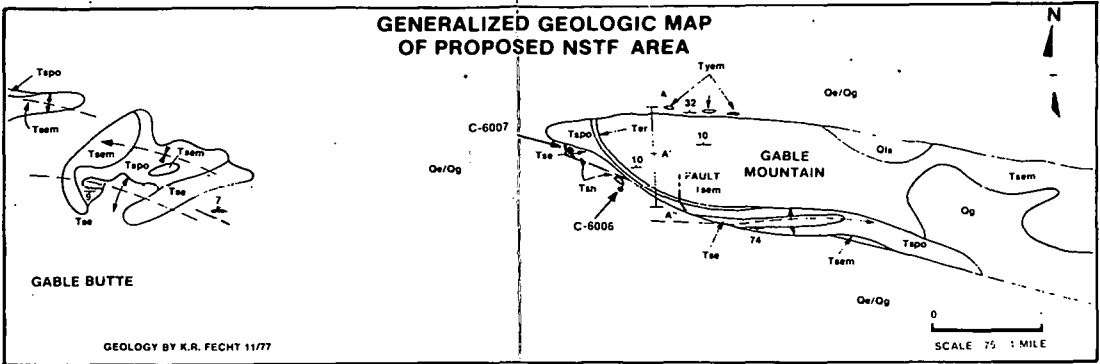 GENERALIZED GEOLOGIC MAP
OF PROPOSED NSTF AREA
N
Tspo
Tsem
Tsem
Tspo
Tsem
Tse
9
Tse
7
GABLE BUTTE
GEOLOGY BY K.R. FECHT 11/77
Qe/Qg
C-6007
Tspo
Ter
Tse
Tsn
C-6006
Tyem
A
32
10
10
A'
FAULT
Tsem
A"
GABLE
MOUNTAIN
Qe/Qg
Qls
Tsem
Qg
Tse
74
Tsem
Tspo
Qe/Qg
0
SCALE
1 MILE